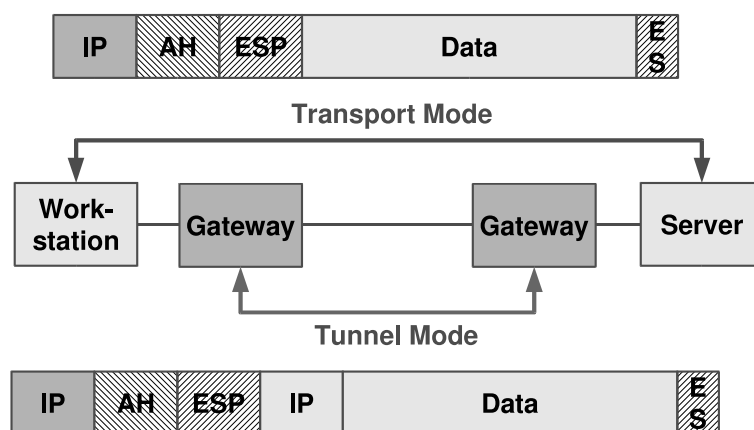 IP AH ESP Data E
S
Transport Mode
Work-
station
Gateway
Gateway
Server
Tunnel Mode
IP AH ESP IP Data E
S